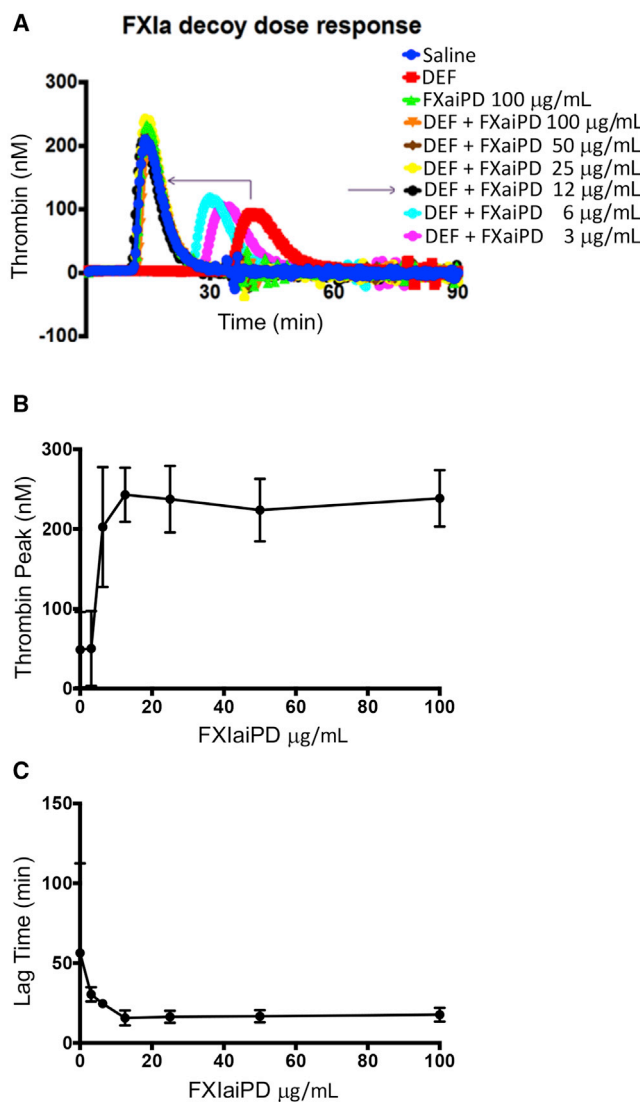 A
FXIa decoy dose response
Saline
DEF
FXaiPD 100 µg/mL
DEF + FXaiPD 100 µg/mL
DEF + FXaiPD 50 µg/mL
DEF + FXaiPD 25 µg/mL
DEF + FXaiPD 12 µg/mL
DEF + FXaiPD 6 µg/mL
DEF + FXaiPD 3 µg/mL
Thrombin (nM)
300
200
100
0
-100
30
60
90
Time (min)
B
Thrombin Peak (nM)
300
200
100
0
0
20
40
60
80
100
FXIaiPD µg/mL
C
Lag Time (min)
150
100
50
0
0
20
40
60
80
100
FXIaiPD µg/mL